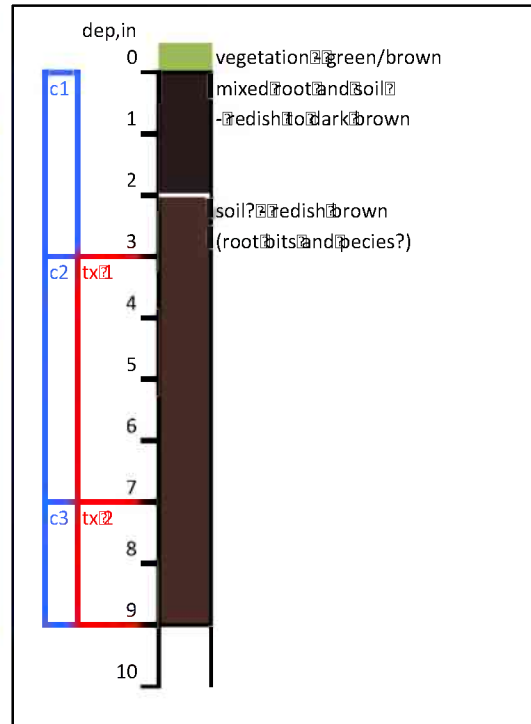 dep,in
0
vegetation - green/brown
c1
mixed root and soil
1
- redish to dark brown
2
soil? - redish brown
3
(root bits and pecies?)
c2
tx 1
4
5
6
7
c3
tx 2
8
9
10